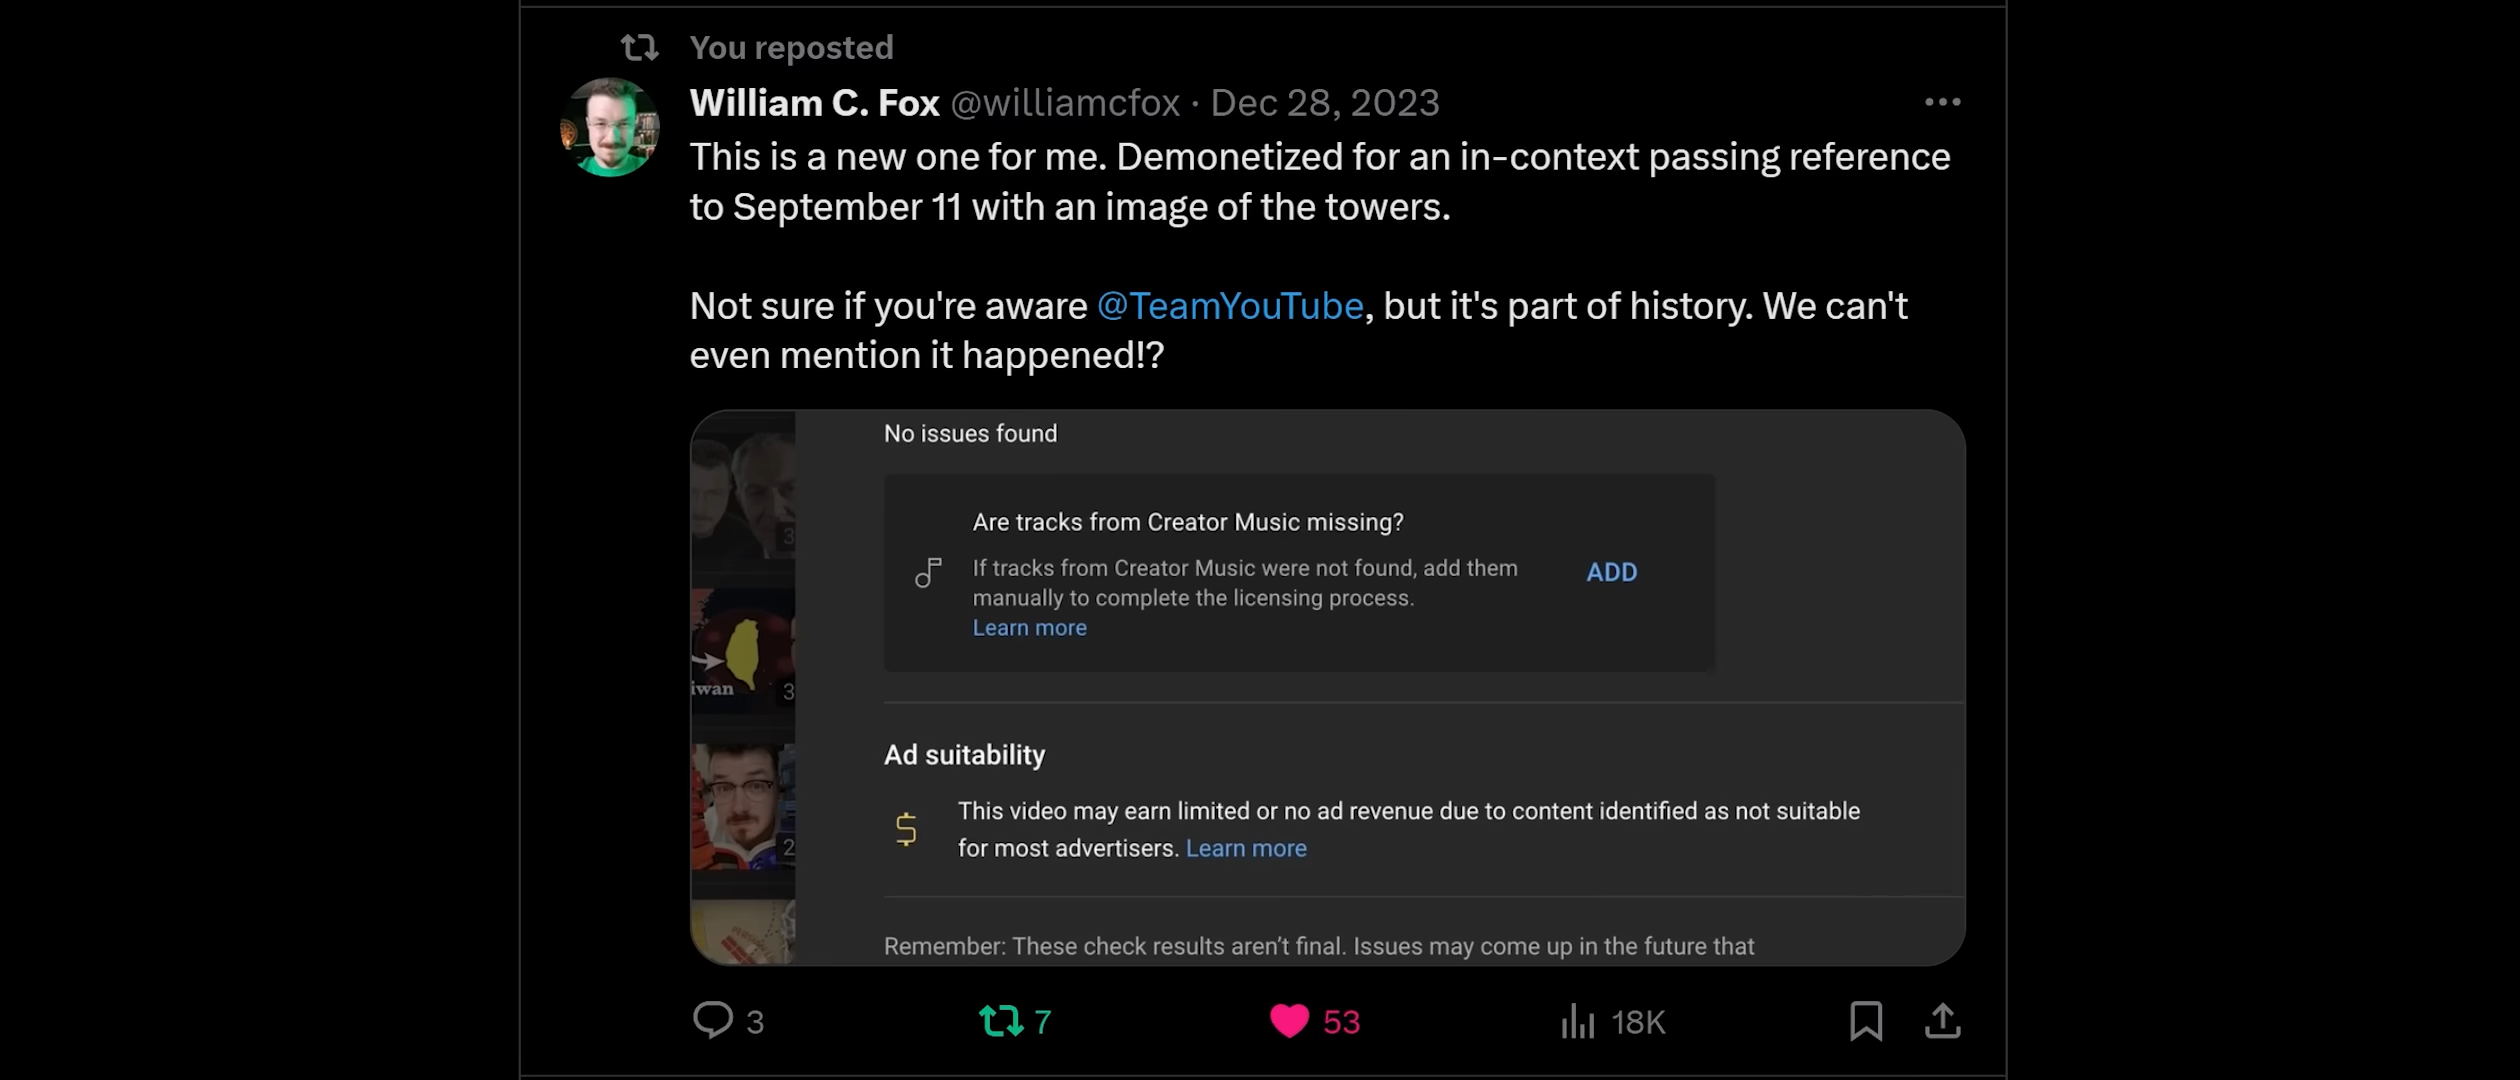 You reposted
William C. Fox @williamcfox · Dec 28, 2023
This is a new one for me. Demonetized for an in-context passing reference
to September 11 with an image of the towers.
Not sure if you're aware @TeamYouTube, but it's part of history. We can't
even mention it happened!?
No issues found
3
Are tracks from Creator Music missing?
If tracks from Creator Music were not found, add them
manually to complete the licensing process.
Learn more
ADD
iwan
3
Ad suitability
This video may earn limited or no ad revenue due to content identified as not suitable
for most advertisers. Learn more
2
Remember: These check results aren’t final. Issues may come up in the future that
3 7 53 18K